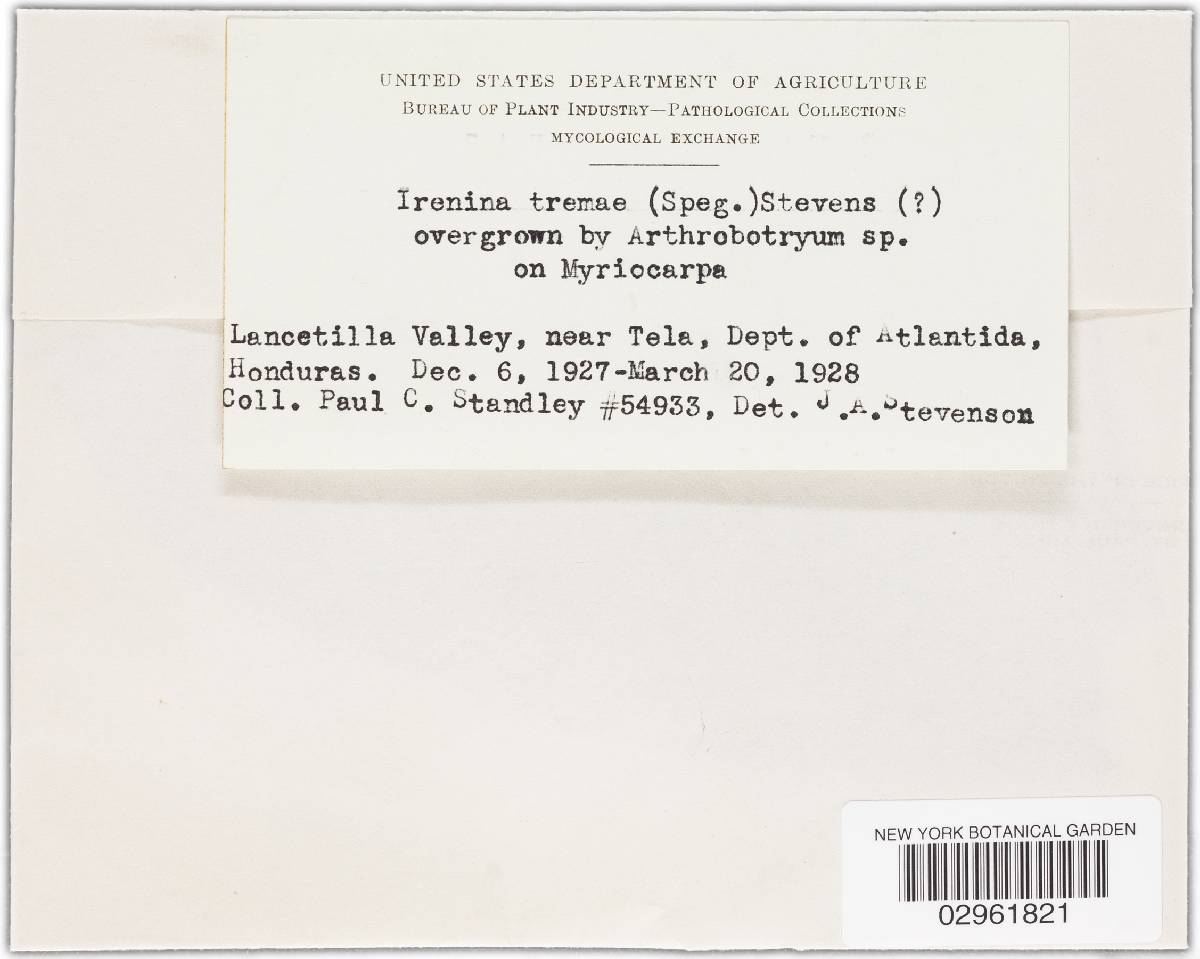 UNITED STATES DEPARTMENT OF AGRICULTURE
BUREAU OF PLANT INDUSTRY—PATHOLOGICAL COLLECTIONS
MYCOLOGICAL EXCHANGE
Irenina tremae (Speg.)Stevens (?)
overgrown by Arthrobotryum sp.
on Myriocarpa
Lancetilla Valley, near Tela, Dept. of Atlantida,
Honduras. Dec. 6, 1927-March 20, 1928
Coll. Paul C. Standley #54933, Det. J.A.Stevenson
NEW YORK BOTANICAL GARDEN
02961821